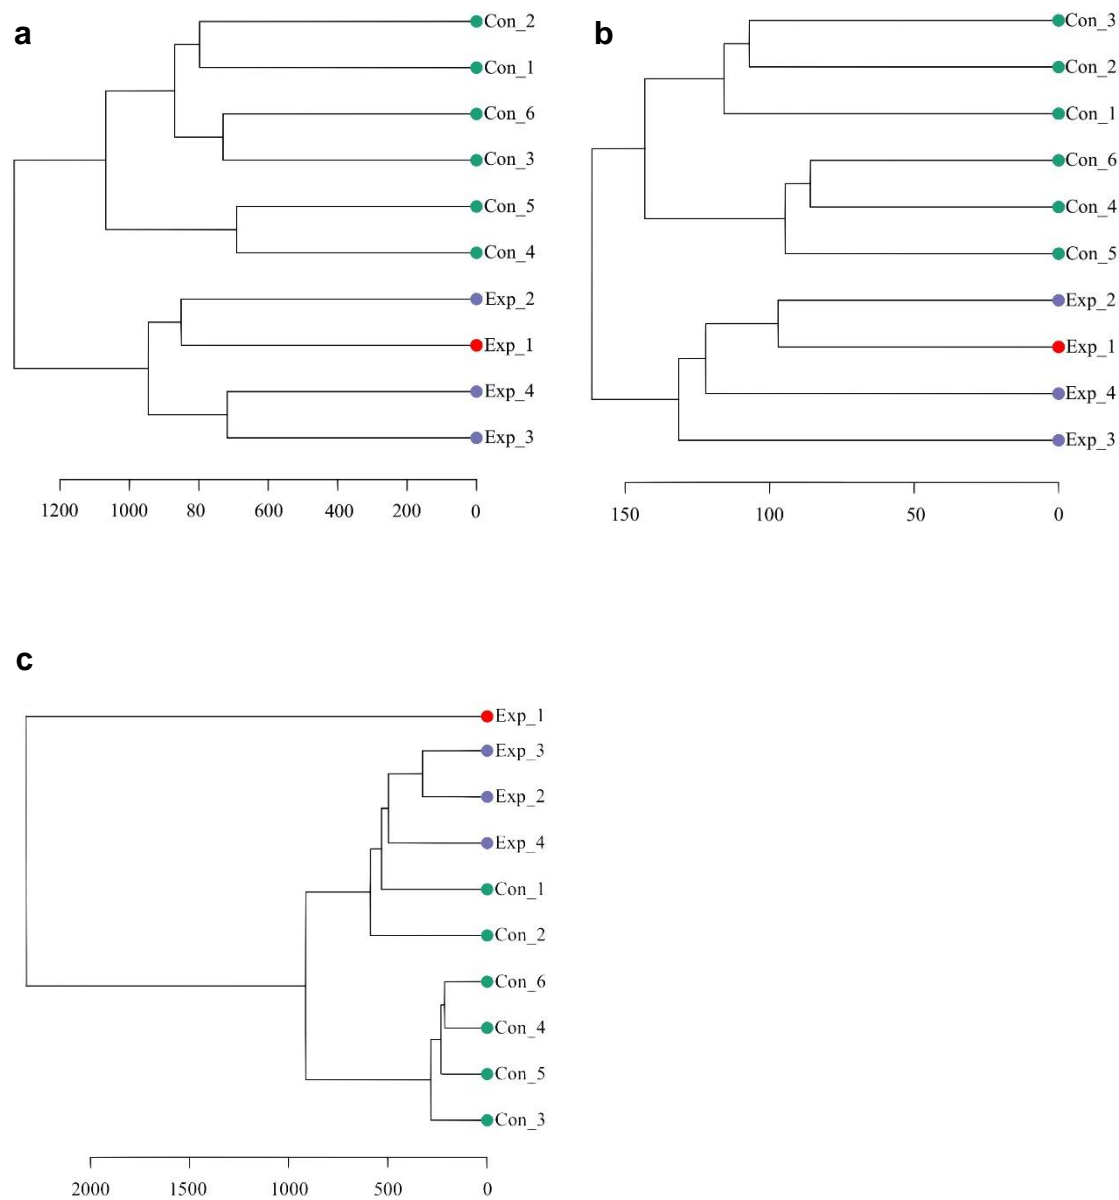 a
Con_2
Con_1
Con_6
Con_3
Con_5
Con_4
Exp_2
Exp_1
Exp_4
Exp_3
1200 1000 80 600 400 200 0
b
Con_3
Con_2
Con_1
Con_6
Con_4
Con_5
Exp_2
Exp_1
Exp_4
Exp_3
150 100 50 0
c
Exp_1
Exp_3
Exp_2
Exp_4
Con_1
Con_2
Con_6
Con_4
Con_5
Con_3
2000 1500 1000 500 0